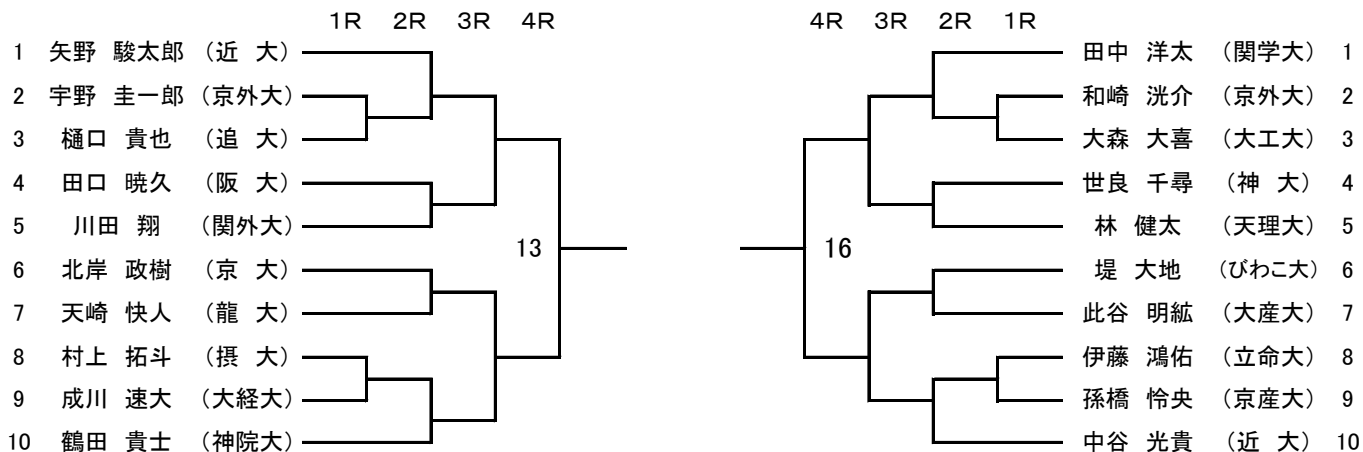 1R 2R 3R 4R 4R 3R 2R 1R
1 矢野 駿太郎 (近 大) 田中 洋太 (関学大) 1
2 宇野 圭一郎 (京外大) 和崎 洸介 (京外大) 2
3 樋口 貴也 (追 大) 大森 大喜 (大工大) 3
4 田口 暁久 (阪 大) 世良 千尋 (神 大) 4
5 川田 翔 (関外大) 林 健太 (天理大) 5
13 16
6 北岸 政樹 (京 大) 堤 大地 (びわこ大) 6
7 天崎 快人 (龍 大) 此谷 明紘 (大産大) 7
8 村上 拓斗 (摂 大) 伊藤 鴻佑 (立命大) 8
9 成川 速大 (大経大) 孫橋 怜央 (京産大) 9
10 鶴田 貴士 (神院大) 中谷 光貴 (近 大) 10